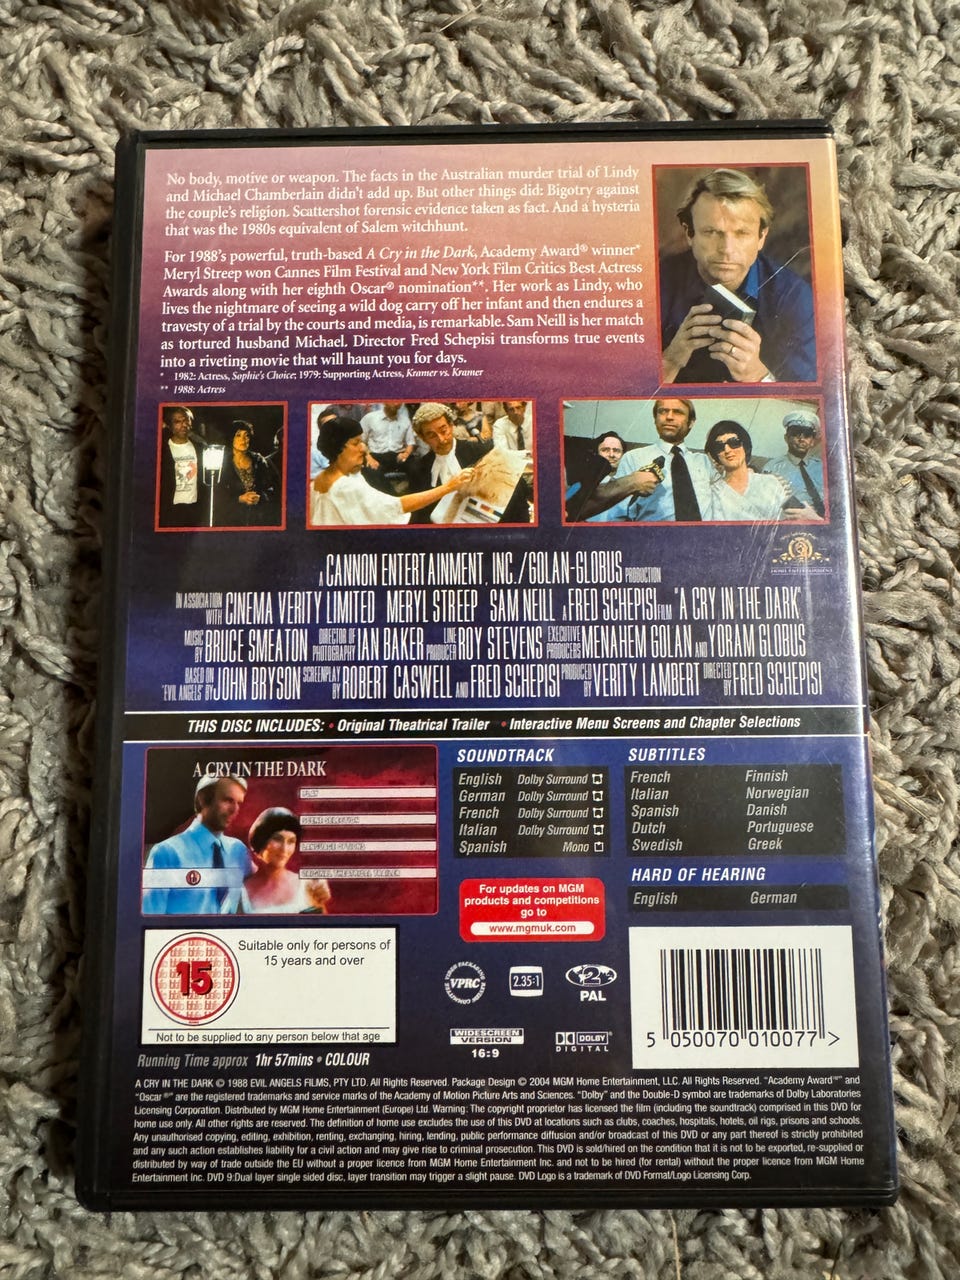 No body, motive or weapon. The facts in the Australian murder trial of Lindy
and Michael Chamberlain didn't add up. But other things did: Bigotry against
the couple's religion. Scattershot forensic evidence taken as fact. And a hysteria
that was the 1980s equivalent of Salem witchhunt.
For 1988's powerful, truth-based A Cry in the Dark, Academy Award® winner*
Meryl Streep won Cannes Film Festival and New York Film Critics Best Actress
Awards along with her eighth Oscar® nomination**. Her work as Lindy, who
lives the nightmare of seeing a wild dog carry off her infant and then endures a
travesty of a trial by the courts and media, is remarkable. Sam Neill is her match
as tortured husband Michael. Director Fred Schepisi transforms true events
into a riveting movie that will haunt you for days.
* 1982: Actress, Sophie's Choice; 1979: Supporting Actress, Kramer vs. Kramer
** 1988: Actress
HOME ENTERTAINMENT
A CANNON ENTERTAINMENT, INC./GOLAN-GLOBUS PRODUCTION
IN ASSOCIATION WITH CINEMA VERITY LIMITED MERYL STREEP SAM NEILL A FRED SCHEPISI FILM "A CRY IN THE DARK"
MUSIC BY BRUCE SMEATON DIRECTOR OF PHOTOGRAPHY IAN BAKER LINE PRODUCER ROY STEVENS EXECUTIVE PRODUCERS MENAHEM GOLAN AND YORAM GLOBUS
BASED ON "EVIL ANGELS" BY JOHN BRYSON SCREENPLAY BY ROBERT CASWELL AND FRED SCHEPISI PRODUCED BY VERITY LAMBERT DIRECTED BY FRED SCHEPISI
THIS DISC INCLUDES: • Original Theatrical Trailer • Interactive Menu Screens and Chapter Selections
A CRY IN THE DARK
PLAY
SCENE SELECTION
LANGUAGE OPTIONS
ORIGINAL THEATRICAL TRAILER
SOUNDTRACK
English Dolby Surround
German Dolby Surround
French Dolby Surround
Italian Dolby Surround
Spanish Mono
SUBTITLES
French Finnish
Italian Norwegian
Spanish Danish
Dutch Portuguese
Swedish Greek
HARD OF HEARING
English German
For updates on MGM
products and competitions
go to
www.mgmuk.com
15
Suitable only for persons of
15 years and over
Not to be supplied to any person below that age
VIDEO PACKAGING REVIEW COMMITTEE
VPRC
2.35:1
2
PAL
WIDESCREEN
VERSION
16:9
DOLBY
DIGITAL
5 050070 010077 >
Running Time approx 1hr 57mins • COLOUR
A CRY IN THE DARK © 1988 EVIL ANGELS FILMS, PTY LTD. All Rights Reserved. Package Design © 2004 MGM Home Entertainment, LLC. All Rights Reserved. "Academy Award®" and
"Oscar®" are the registered trademarks and service marks of the Academy of Motion Picture Arts and Sciences. "Dolby" and the Double-D symbol are trademarks of Dolby Laboratories
Licensing Corporation. Distributed by MGM Home Entertainment (Europe) Ltd. Warning: The copyright proprietor has licensed the film (including the soundtrack) comprised in this DVD for
home use only. All other rights are reserved. The definition of home use excludes the use of this DVD at locations such as clubs, coaches, hospitals, hotels, oil rigs, prisons and schools.
Any unauthorised copying, editing, exhibition, renting, exchanging, hiring, lending, public performance diffusion and/or broadcast of this DVD or any part thereof is strictly prohibited
and any such action establishes liability for a civil action and may give rise to criminal prosecution. This DVD is sold/hired on the condition that it is not to be exported, re-supplied or
distributed by way of trade outside the EU without a proper licence from MGM Home Entertainment Inc. and not to be hired (for rental) without the proper licence from MGM Home
Entertainment Inc. DVD 9:Dual layer single sided disc, layer transition may trigger a slight pause. DVD Logo is a trademark of DVD Format/Logo Licensing Corp.